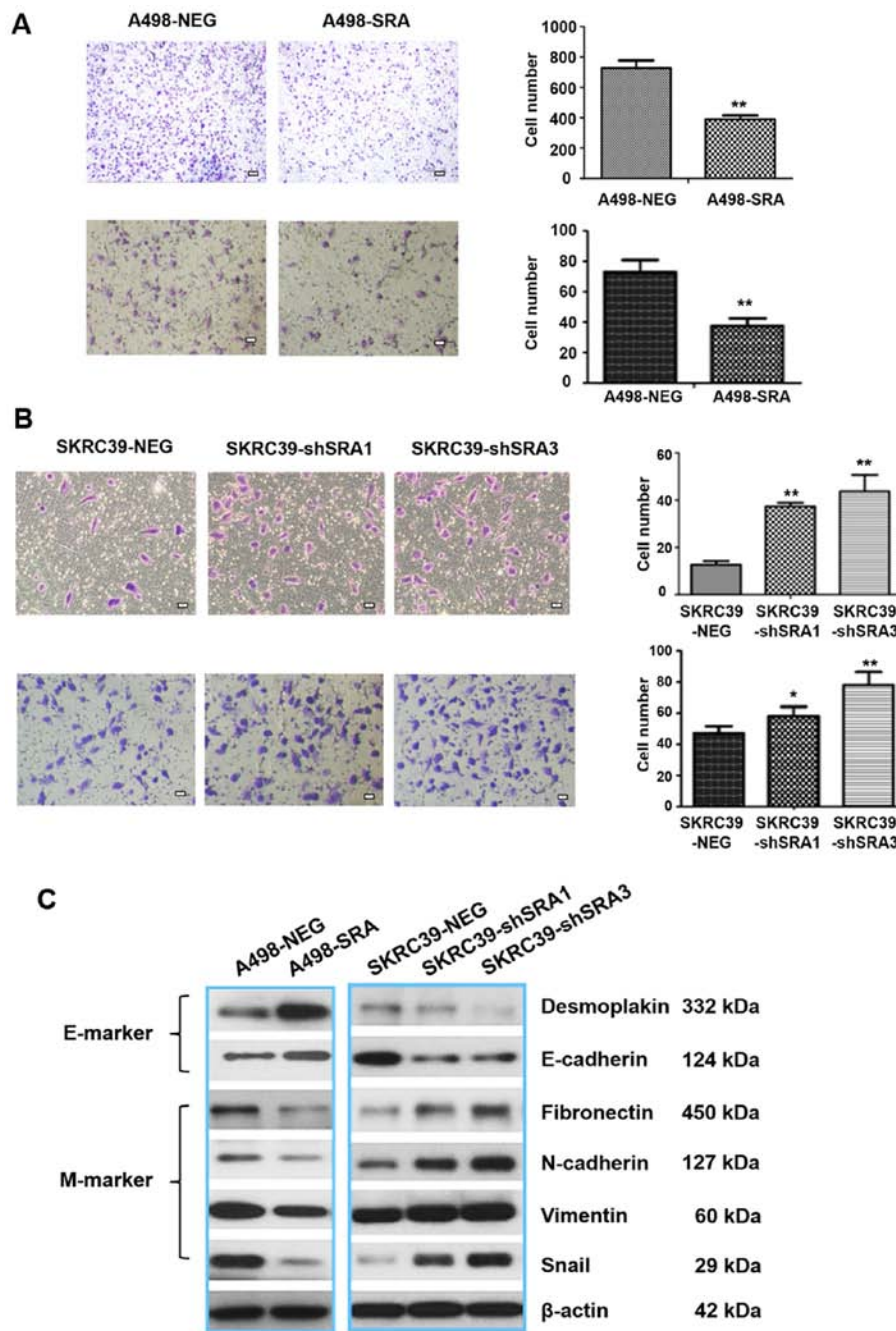 A
A498-NEG A498-SRA
Cell number
800
600
400
200
0
**
A498-NEG A498-SRA
Cell number
100
80
60
40
20
0
**
A498-NEG A498-SRA
B
SKRC39-NEG SKRC39-shSRA1 SKRC39-shSRA3
Cell number
60
40
20
0
** **
SKRC39 SKRC39 SKRC39
-NEG -shSRA1 -shSRA3
Cell number
100
80
60
40
20
0
* **
SKRC39 SKRC39 SKRC39
-NEG -shSRA1 -shSRA3
C
A498-NEG
A498-SRA
SKRC39-NEG
SKRC39-shSRA1
SKRC39-shSRA3
E-marker
M-marker
Desmoplakin 332 kDa
E-cadherin 124 kDa
Fibronectin 450 kDa
N-cadherin 127 kDa
Vimentin 60 kDa
Snail 29 kDa
β-actin 42 kDa